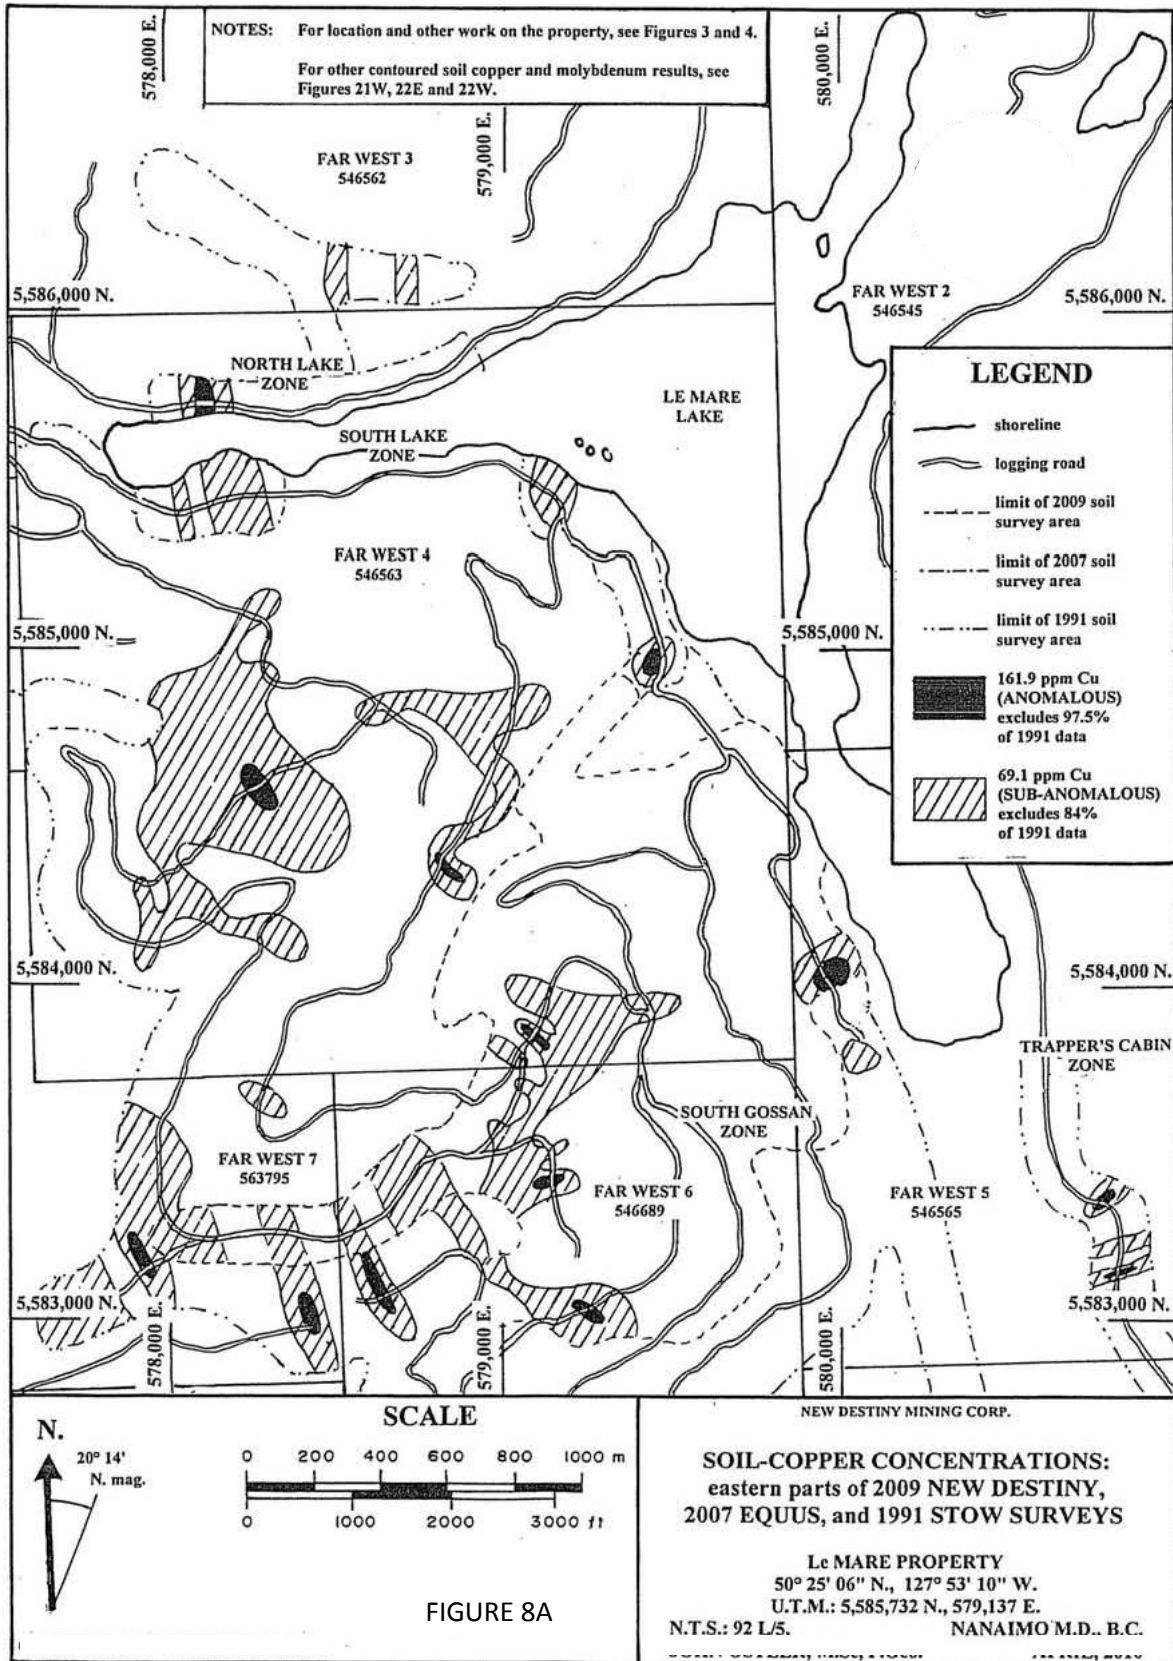 NOTES: For location and other work on the property, see Figures 3 and 4.
For other contoured soil copper and molybdenum results, see
Figures 21W, 22E and 22W.
578,000 E.
579,000 E.
580,000 E.
FAR WEST 3
546562
5,586,000 N.
FAR WEST 2
546545
5,586,000 N.
NORTH LAKE
ZONE
LE MARE
LAKE
SOUTH LAKE
ZONE
FAR WEST 4
546563
5,585,000 N.
5,585,000 N.
LEGEND
shoreline
logging road
limit of 2009 soil
survey area
limit of 2007 soil
survey area
limit of 1991 soil
survey area
161.9 ppm Cu
(ANOMALOUS)
excludes 97.5%
of 1991 data
69.1 ppm Cu
(SUB-ANOMALOUS)
excludes 84%
of 1991 data
5,584,000 N.
5,584,000 N.
TRAPPER'S CABIN
ZONE
SOUTH GOSSAN
ZONE
FAR WEST 7
563795
FAR WEST 6
546689
FAR WEST 5
546565
5,583,000 N.
5,583,000 N.
578,000 E.
579,000 E.
580,000 E.
N.
20° 14'
N. mag.
SCALE
0 200 400 600 800 1000 m
0 1000 2000 3000 ft
FIGURE 8A
NEW DESTINY MINING CORP.
SOIL-COPPER CONCENTRATIONS:
eastern parts of 2009 NEW DESTINY,
2007 EQUUS, and 1991 STOW SURVEYS
Le MARE PROPERTY
50° 25' 06" N., 127° 53' 10" W.
U.T.M.: 5,585,732 N., 579,137 E.
N.T.S.: 92 L/5. NANAIMO M.D., B.C.